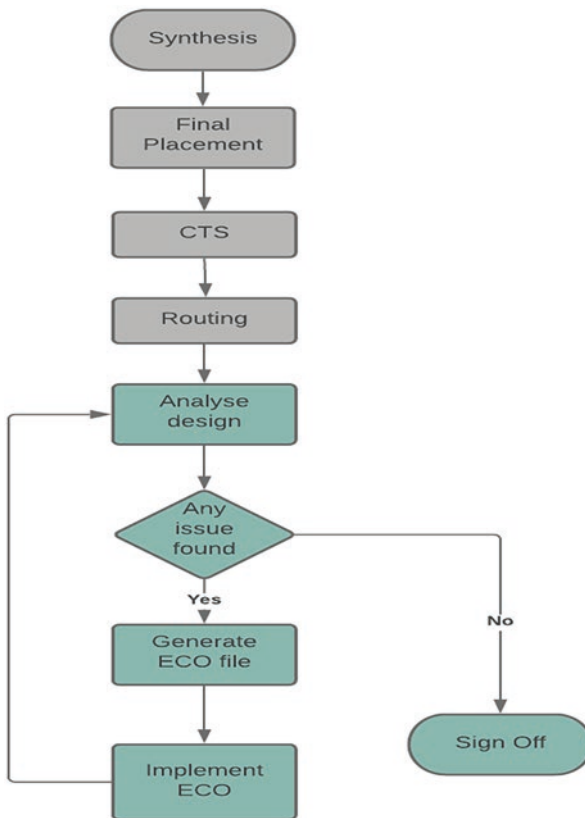 Synthesis
Final
Placement
CTS
Routing
Analyse
design
Any
issue
found
Yes
No
Generate
ECO file
Sign Off
Implement
ECO